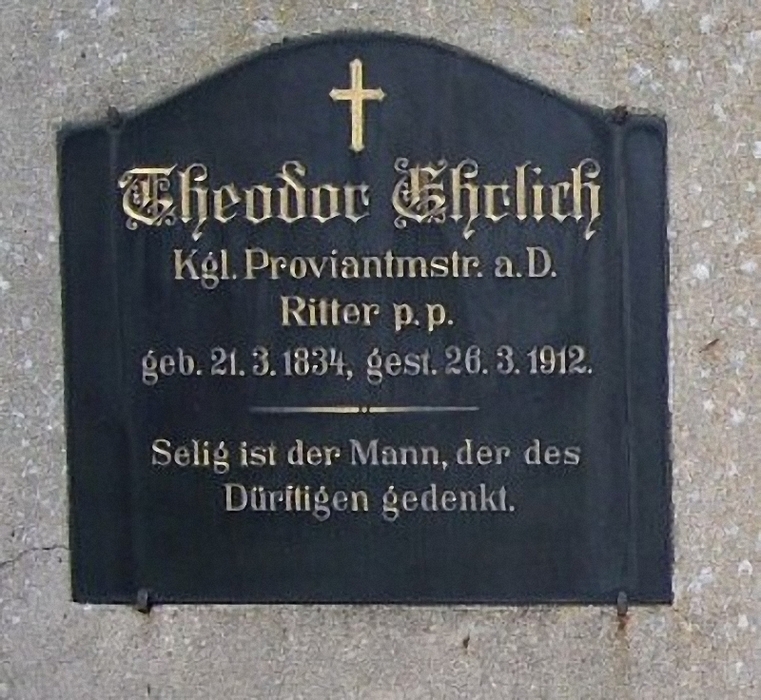 Theodor Ehrlich
Kgl. Proviantmstr. a. D.
Ritter p. p.
geb. 21. 3. 1834, gest. 26. 3. 1912.
Selig ist der Mann, der des
Dürftigen gedenkt.